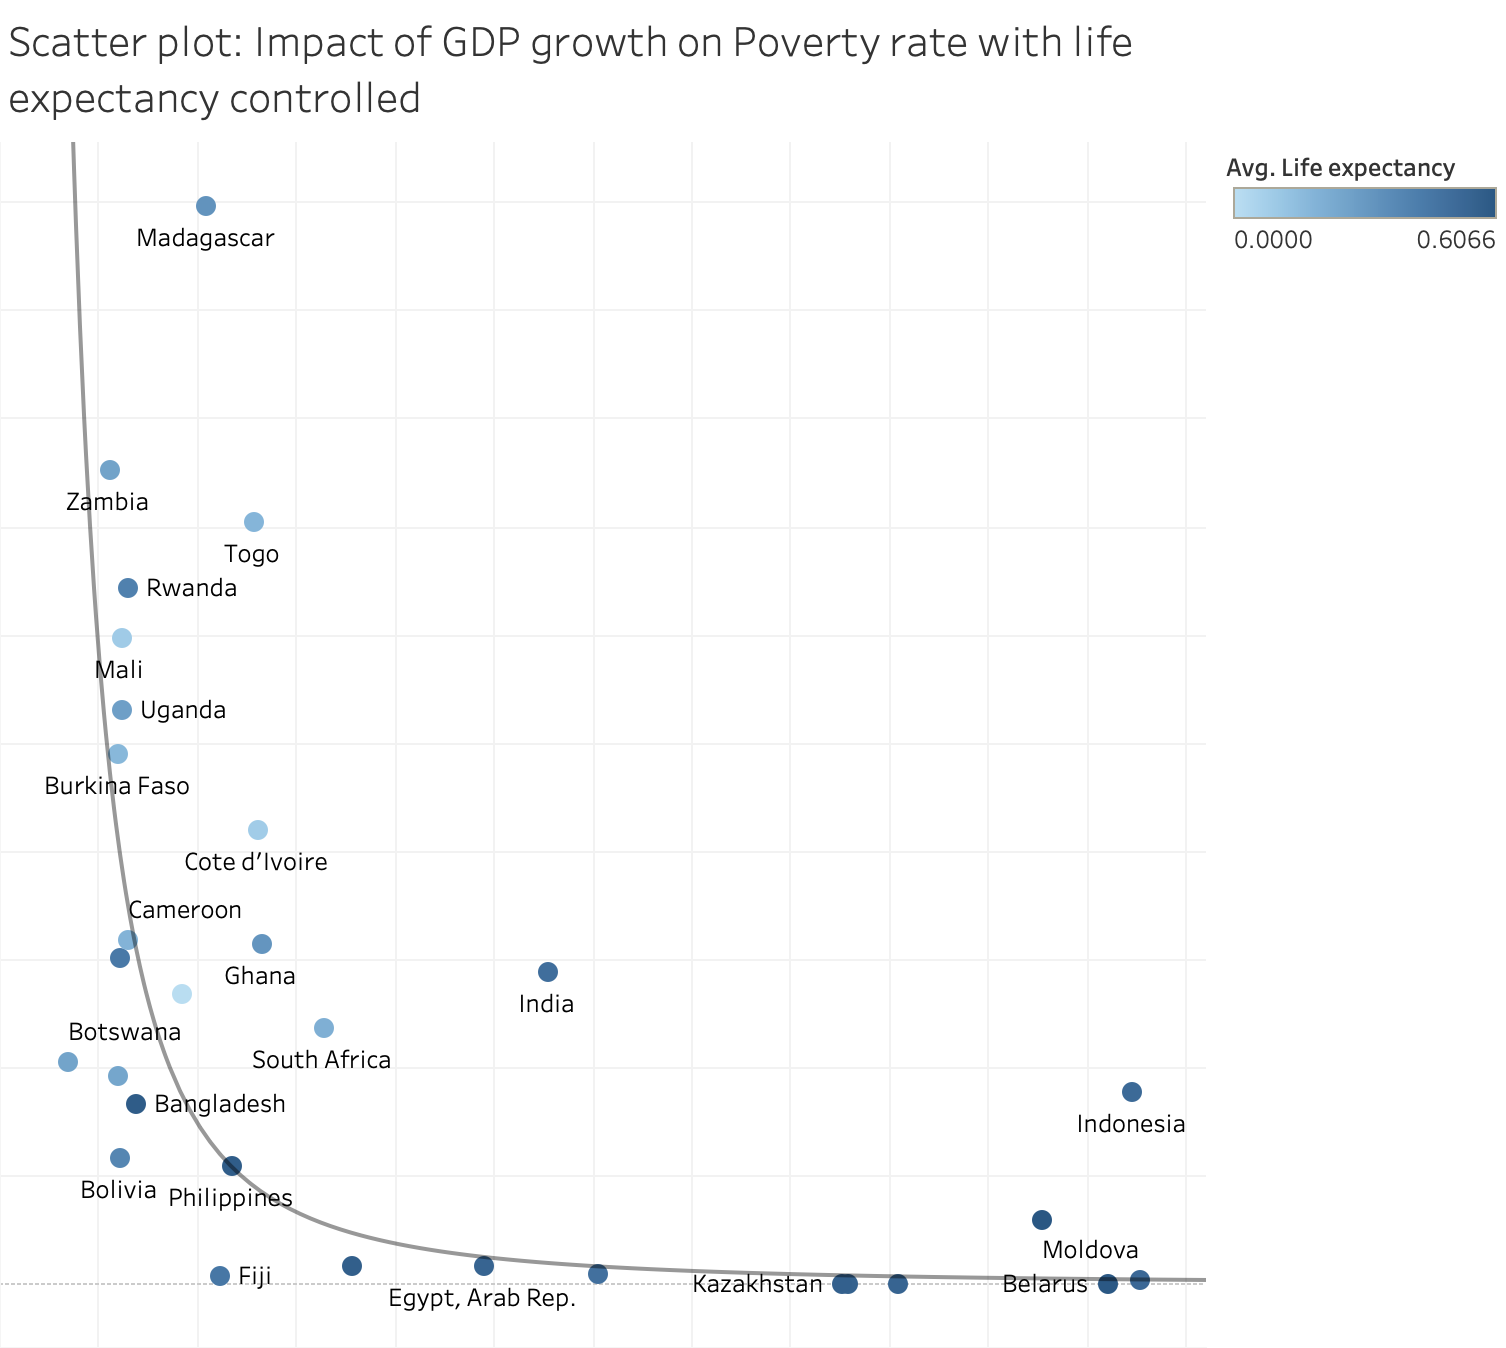 Scatter plot: Impact of GDP growth on Poverty rate with life
expectancy controlled
Avg. Life expectancy
0.0000 0.6066
Madagascar
Zambia
Togo
Rwanda
Mali
Uganda
Burkina Faso
Cote d’Ivoire
Cameroon
Ghana
India
Botswana
South Africa
Bangladesh
Indonesia
Bolivia
Philippines
Moldova
Fiji
Kazakhstan
Belarus
Egypt, Arab Rep.